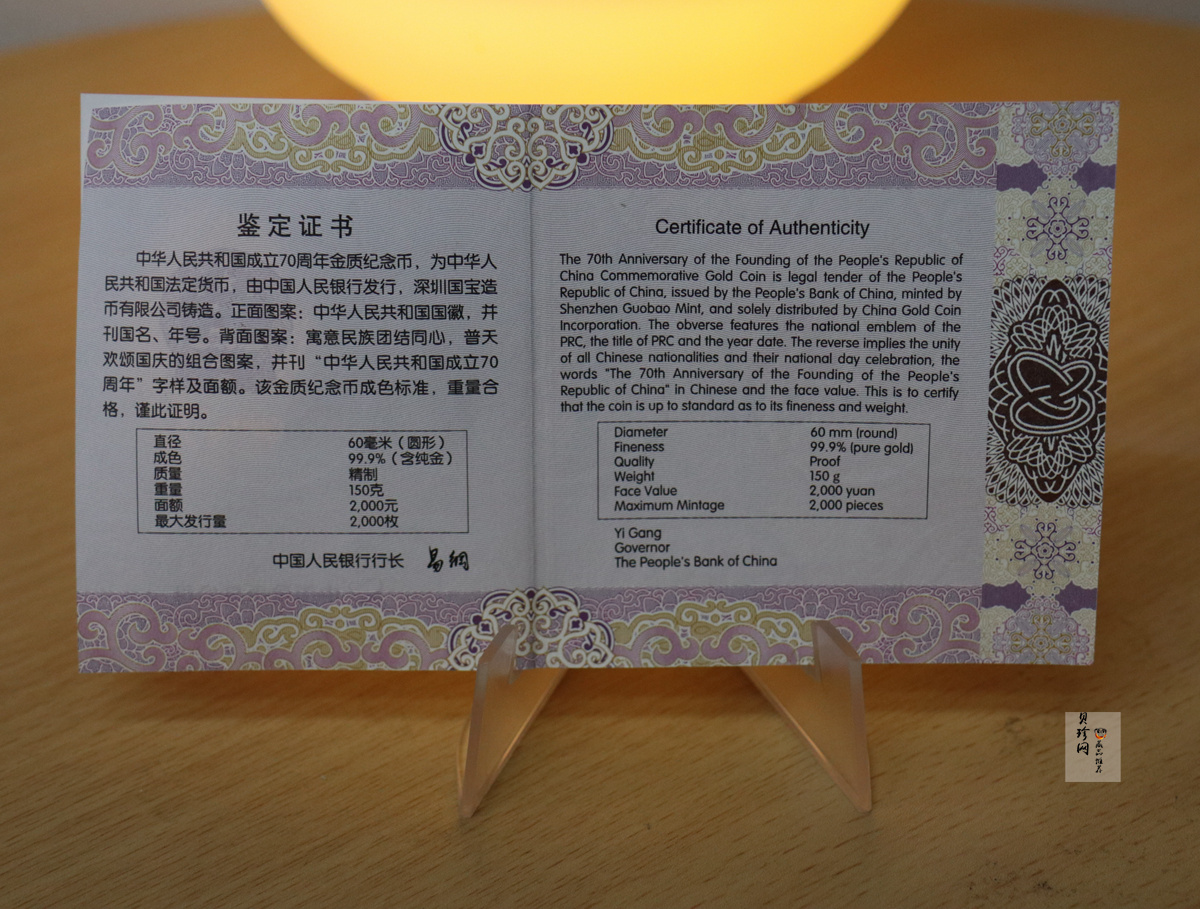 鉴定证书
中华人民共和国成立70周年金质纪念币，为中华人
民共和国法定货币，由中国人民银行发行，深圳国宝造
币有限公司铸造。正面图案：中华人民共和国国徽，并
刊国名、年号。背面图案：寓意民族团结同心，普天
欢颂国庆的组合图案，并刊“中华人民共和国成立70
周年”字样及面额。该金质纪念币成色标准，重量合
格，谨此证明。
直径 60毫米（圆形）
成色 99.9%（含纯金）
质量 精制
重量 150克
面额 2,000元
最大发行量 2,000枚
中国人民银行行长 易纲
Certificate of Authenticity
The 70th Anniversary of the Founding of the People's Republic of
China Commemorative Gold Coin is legal tender of the People's
Republic of China, issued by the People's Bank of China, minted by
Shenzhen Guobao Mint, and solely distributed by China Gold Coin
Incorporation. The obverse features the national emblem of the
PRC, the title of PRC and the year date. The reverse implies the unity
of all Chinese nationalities and their national day celebration, the
words "The 70th Anniversary of the Founding of the People's
Republic of China" in Chinese and the face value. This is to certify
that the coin is up to standard as to its fineness and weight.
Diameter 60 mm (round)
Fineness 99.9% (pure gold)
Quality Proof
Weight 150 g
Face Value 2,000 yuan
Maximum Mintage 2,000 pieces
Yi Gang
Governor
The People's Bank of China
贝珍网
藏品推荐